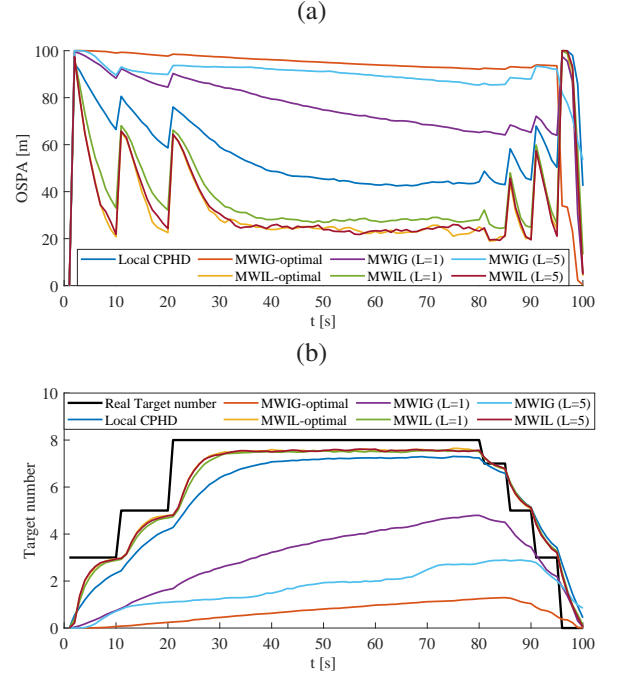 (a)
100
80
60
40
20
0
OSPA [m]
Local CPHD MWIG-optimal MWIG (L=1) MWIG (L=5)
MWIL-optimal MWIL (L=1) MWIL (L=5)
0 10 20 30 40 50 60 70 80 90 100
t [s]
(b)
10
8
6
4
2
0
Target number
Real Target number MWIG-optimal MWIG (L=1) MWIG (L=5)
Local CPHD MWIL-optimal MWIL (L=1) MWIL (L=5)
0 10 20 30 40 50 60 70 80 90 100
t [s]